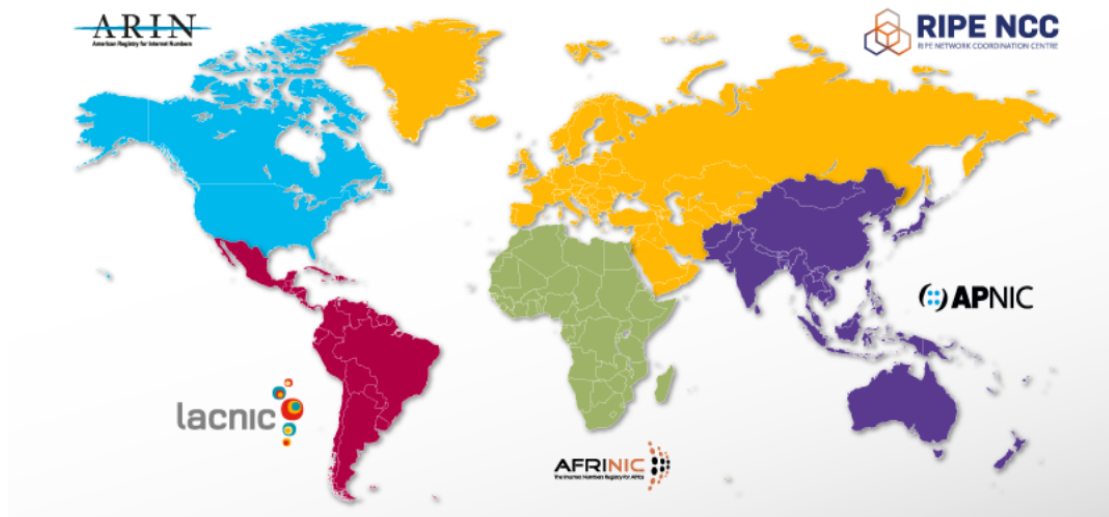 ARIN
American Registry for Internet Numbers
RIPE NCC
RIPE NETWORK COORDINATION CENTRE
APNIC
lacnic
AFRINIC
The Internet Numbers Registry for Africa